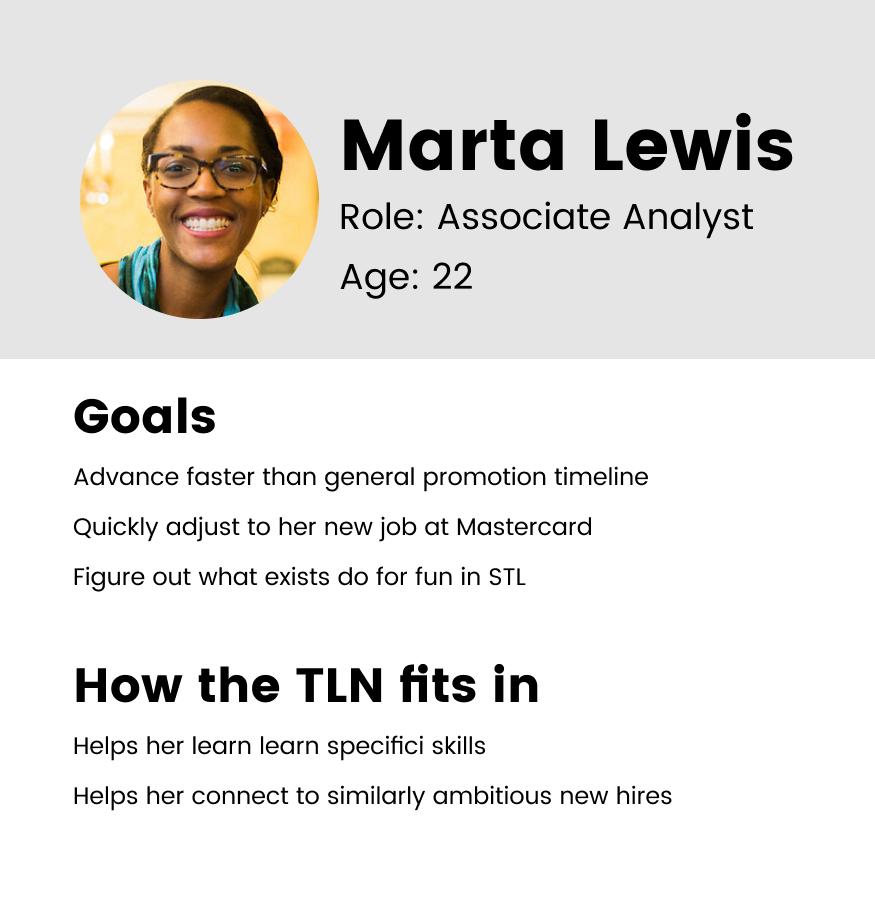 Marta Lewis
Role: Associate Analyst
Age: 22
Goals
Advance faster than general promotion timeline
Quickly adjust to her new job at Mastercard
Figure out what exists do for fun in STL
How the TLN fits in
Helps her learn learn specifici skills
Helps her connect to similarly ambitious new hires